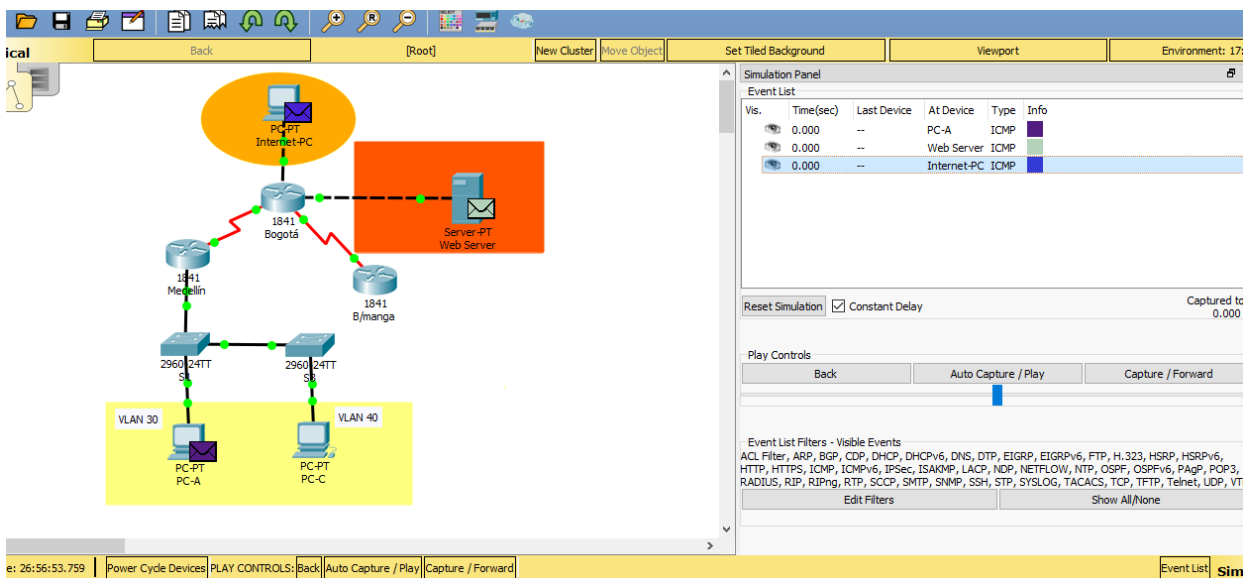 ical
Back
[Root]
New Cluster
Move Object
Set Tiled Background
Viewport
Environment: 17:
PC-PT
Internet-PC
1841
Bogotá
Server-PT
Web Server
1841
Medellín
1841
B/manga
2960-24TT
S1
2960-24TT
S3
VLAN 30
VLAN 40
PC-PT
PC-A
PC-PT
PC-C
Simulation Panel
Event List
Vis. Time(sec) Last Device At Device Type Info
0.000 -- PC-A ICMP
0.000 -- Web Server ICMP
0.000 -- Internet-PC ICMP
Reset Simulation Constant Delay
Captured to
0.000
Play Controls
Back
Auto Capture / Play
Capture / Forward
Event List Filters - Visible Events
ACL Filter, ARP, BGP, CDP, DHCP, DHCPv6, DNS, DTP, EIGRP, EIGRPv6, FTP, H.323, HSRP, HSRPv6,
HTTP, HTTPS, ICMP, ICMPv6, IPSec, ISAKMP, LACP, NDP, NETFLOW, NTP, OSPF, OSPFv6, PAgP, POP3,
RADIUS, RIP, RIPng, RTP, SCCP, SMTP, SNMP, SSH, STP, SYSLOG, TACACS, TCP, TFTP, Telnet, UDP, VT
Edit Filters
Show All/None
e: 26:56:53.759
Power Cycle Devices PLAY CONTROLS: Back Auto Capture / Play Capture / Forward
Event List
Sim